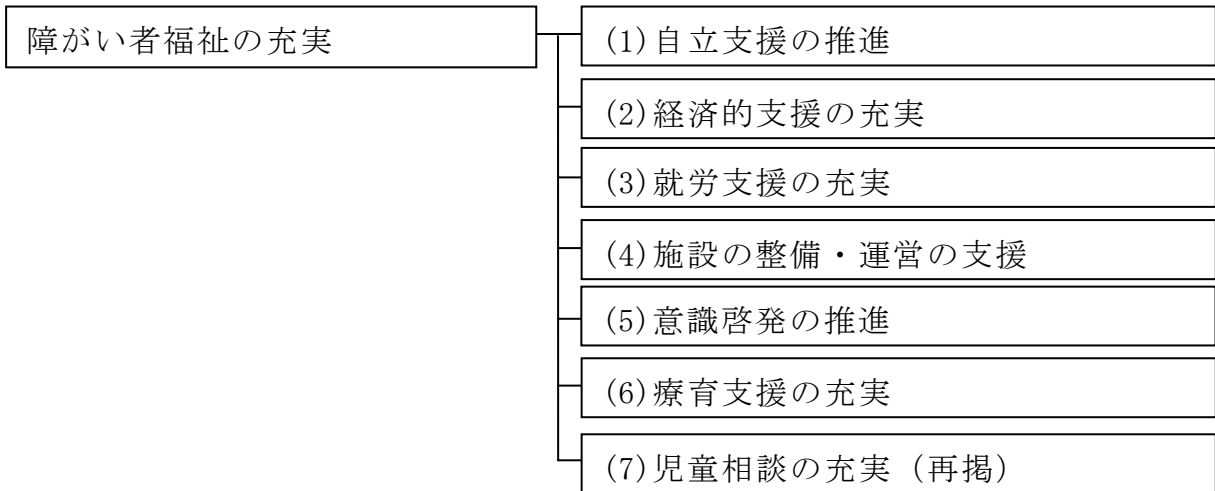 障がい者福祉の充実
(1)自立支援の推進
(2)経済的支援の充実
(3)就労支援の充実
(4)施設の整備・運営の支援
(5)意識啓発の推進
(6)療育支援の充実
(7)児童相談の充実（再掲）